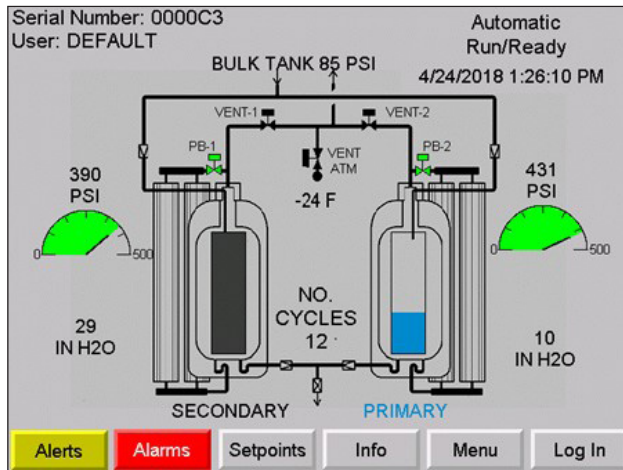 Serial Number: 0000C3
User: DEFAULT
Automatic
Run/Ready
4/24/2018 1:26:10 PM
BULK TANK 85 PSI
VENT-1
VENT-2
PB-1
PB-2
VENT
ATM
-24 F
390
PSI
0
500
431
PSI
0
500
NO.
CYCLES
12
29
IN H2O
10
IN H2O
SECONDARY
PRIMARY
Alerts
Alarms
Setpoints
Info
Menu
Log In